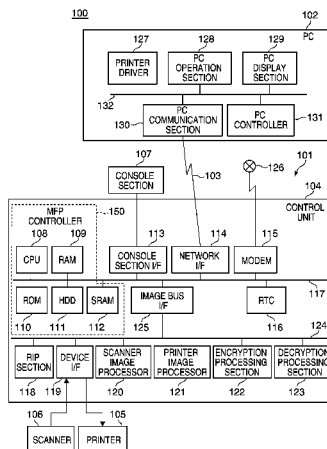 100
102
PC
127
128
129
PRINTER
DRIVER
PC
OPERATION
SECTION
PC
DISPLAY
SECTION
132
PC
COMMUNICATION
SECTION
PC
CONTROLLER
130
131
107
CONSOLE
SECTION
103
126
101
104
CONTROL
UNIT
MFP
CONTROLLER
150
108
109
113
114
115
CPU
RAM
CONSOLE
SECTION I/F
NETWORK
I/F
MODEM
117
ROM
HDD
SRAM
IMAGE BUS
I/F
RTC
110
111
112
125
116
124
RIP
SECTION
DEVICE
I/F
SCANNER
IMAGE
PROCESSOR
PRINTER
IMAGE
PROCESSOR
ENCRYPTION
PROCESSING
SECTION
DECRYPTION
PROCESSING
SECTION
118
119
120
121
122
123
106
105
SCANNER
PRINTER